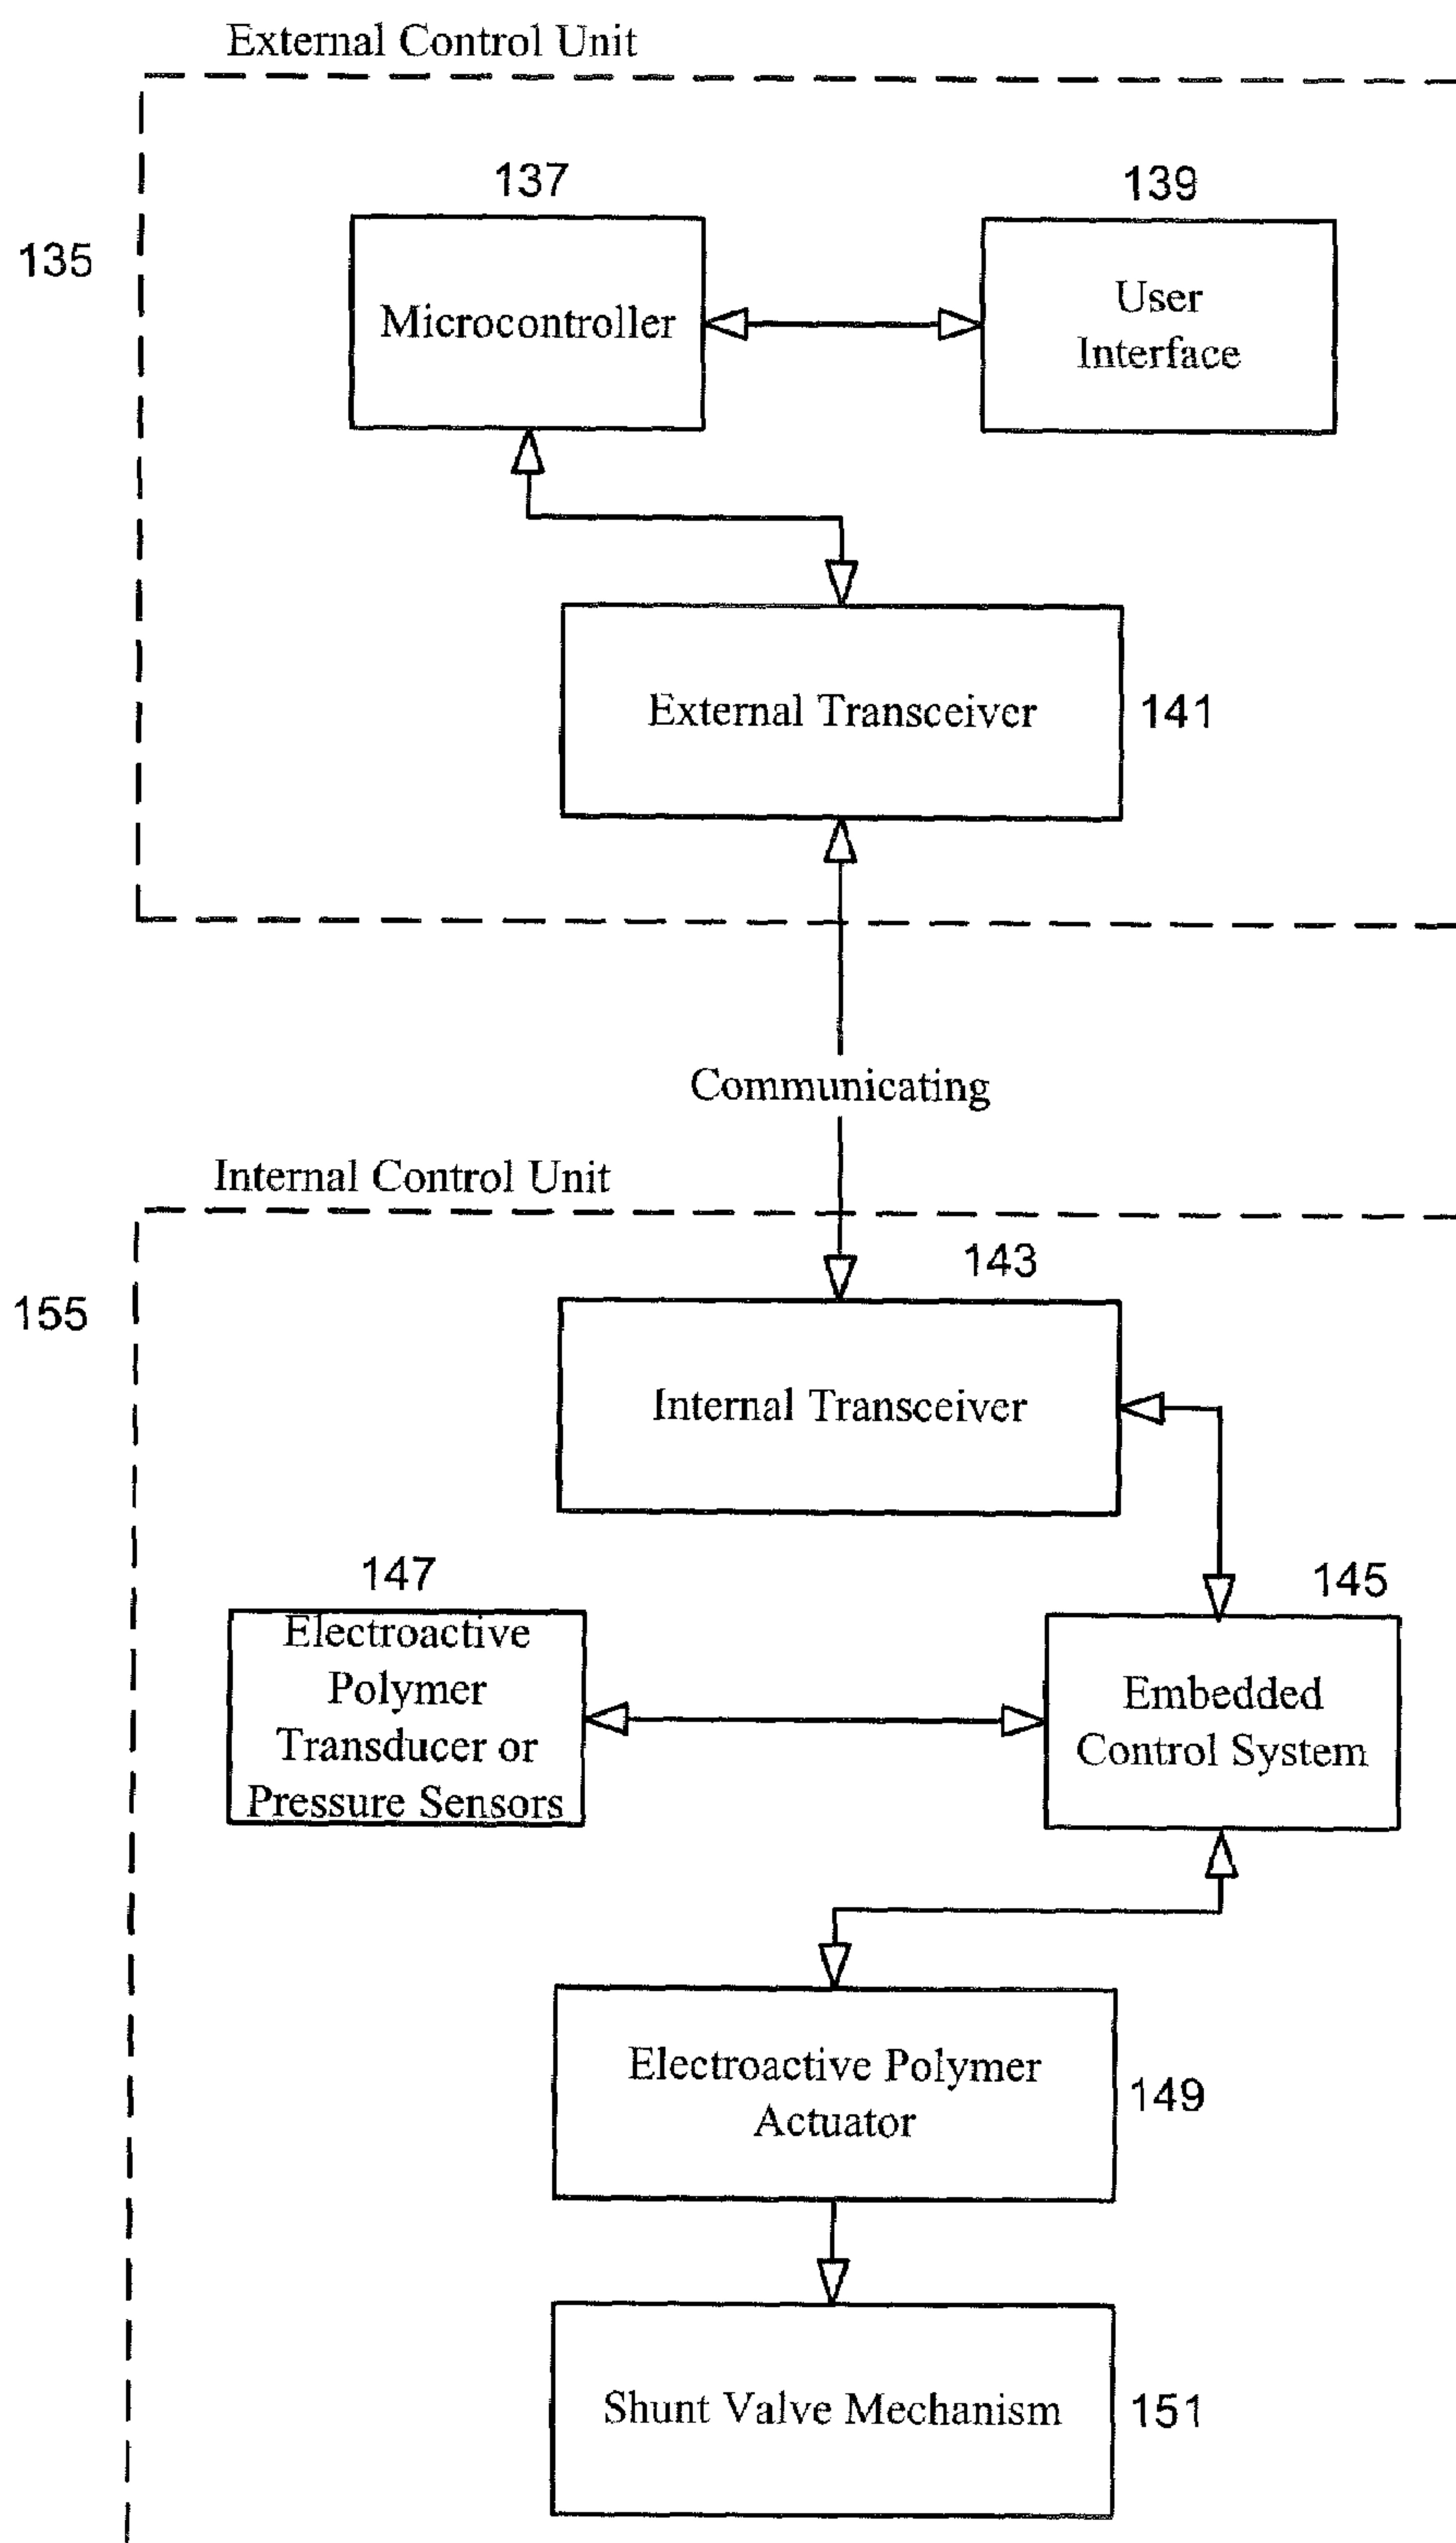 External Control Unit
137
139
135
Microcontroller
User
Interface
External Transceiver
141
Communicating
Internal Control Unit
143
155
Internal Transceiver
147
145
Electroactive
Polymer
Transducer or
Pressure Sensors
Embedded
Control System
Electroactive Polymer
Actuator
149
Shunt Valve Mechanism
151